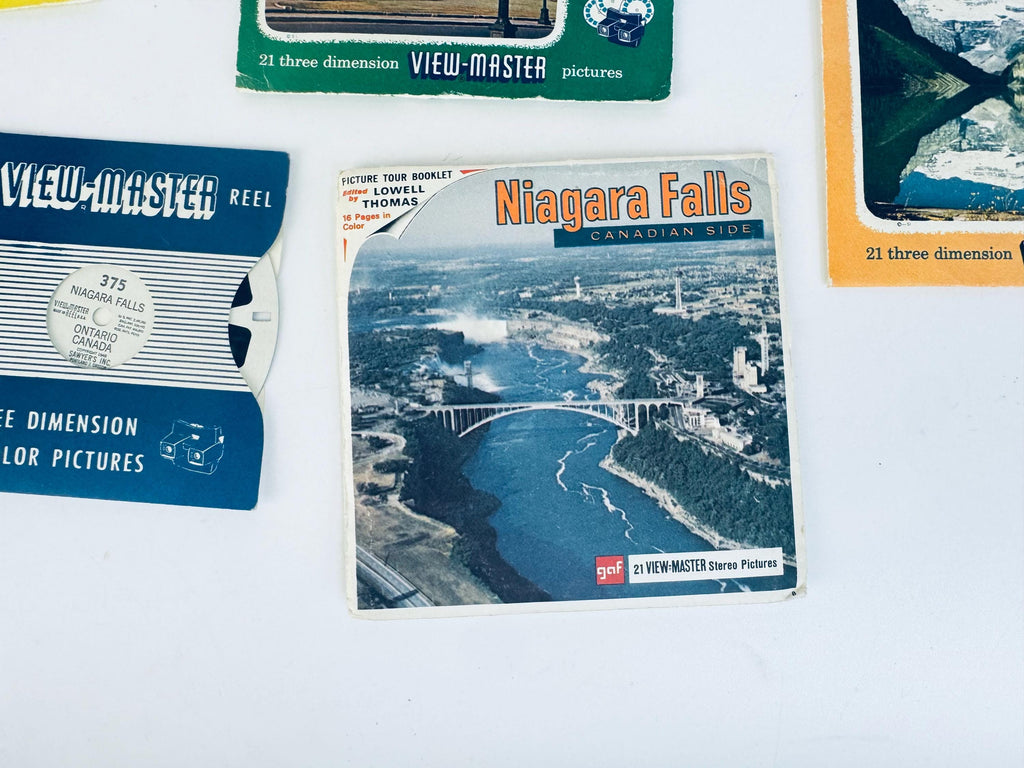 21 three dimension VIEW-MASTER pictures
VIEW-MASTER REEL
375
NIAGARA FALLS
VIEW-MASTER
REEL
ONTARIO
CANADA
COPYRIGHT
SAWYER'S INC.
EE DIMENSION
LOR PICTURES
PICTURE TOUR BOOKLET
Edited by LOWELL
THOMAS
16 Pages in
Color
Niagara Falls
CANADIAN SIDE
gaf
21 VIEW-MASTER Stereo Pictures
21 three dimension